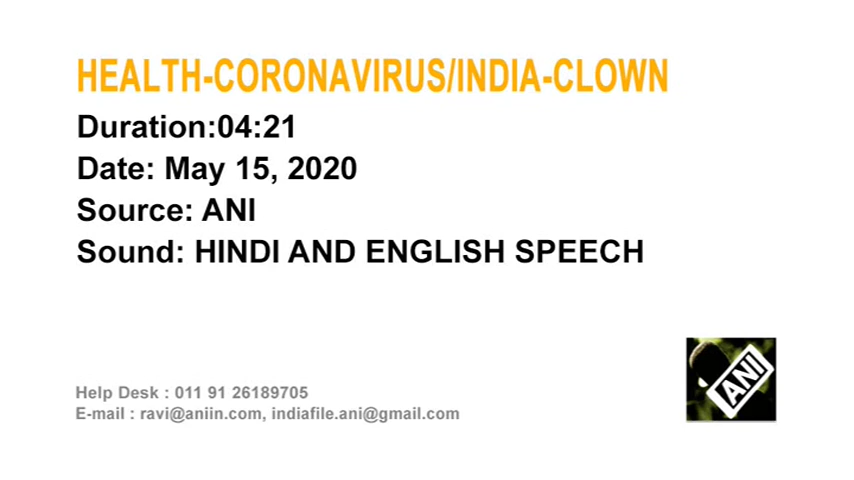 HEALTH-CORONAVIRUS/INDIA-CLOWN
Duration:04:21
Date: May 15, 2020
Source: ANI
Sound: HINDI AND ENGLISH SPEECH
ANI
Help Desk : 011 91 26189705
E-mail : ravi@aniin.com, indiafile.ani@gmail.com